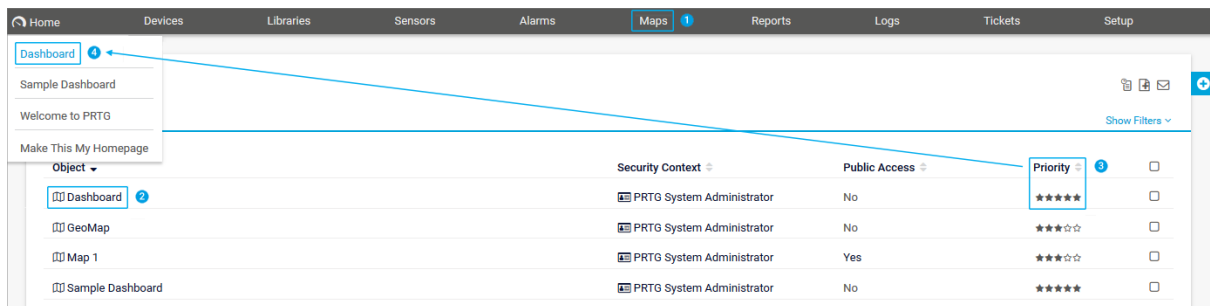 Home Devices Libraries Sensors Alarms Maps 1 Reports Logs Tickets Setup
Dashboard 4
Sample Dashboard
Welcome to PRTG
Show Filters
Make This My Homepage
Object Security Context Public Access Priority 3
Dashboard 2 PRTG System Administrator No
GeoMap PRTG System Administrator No
Map 1 PRTG System Administrator Yes
Sample Dashboard PRTG System Administrator No